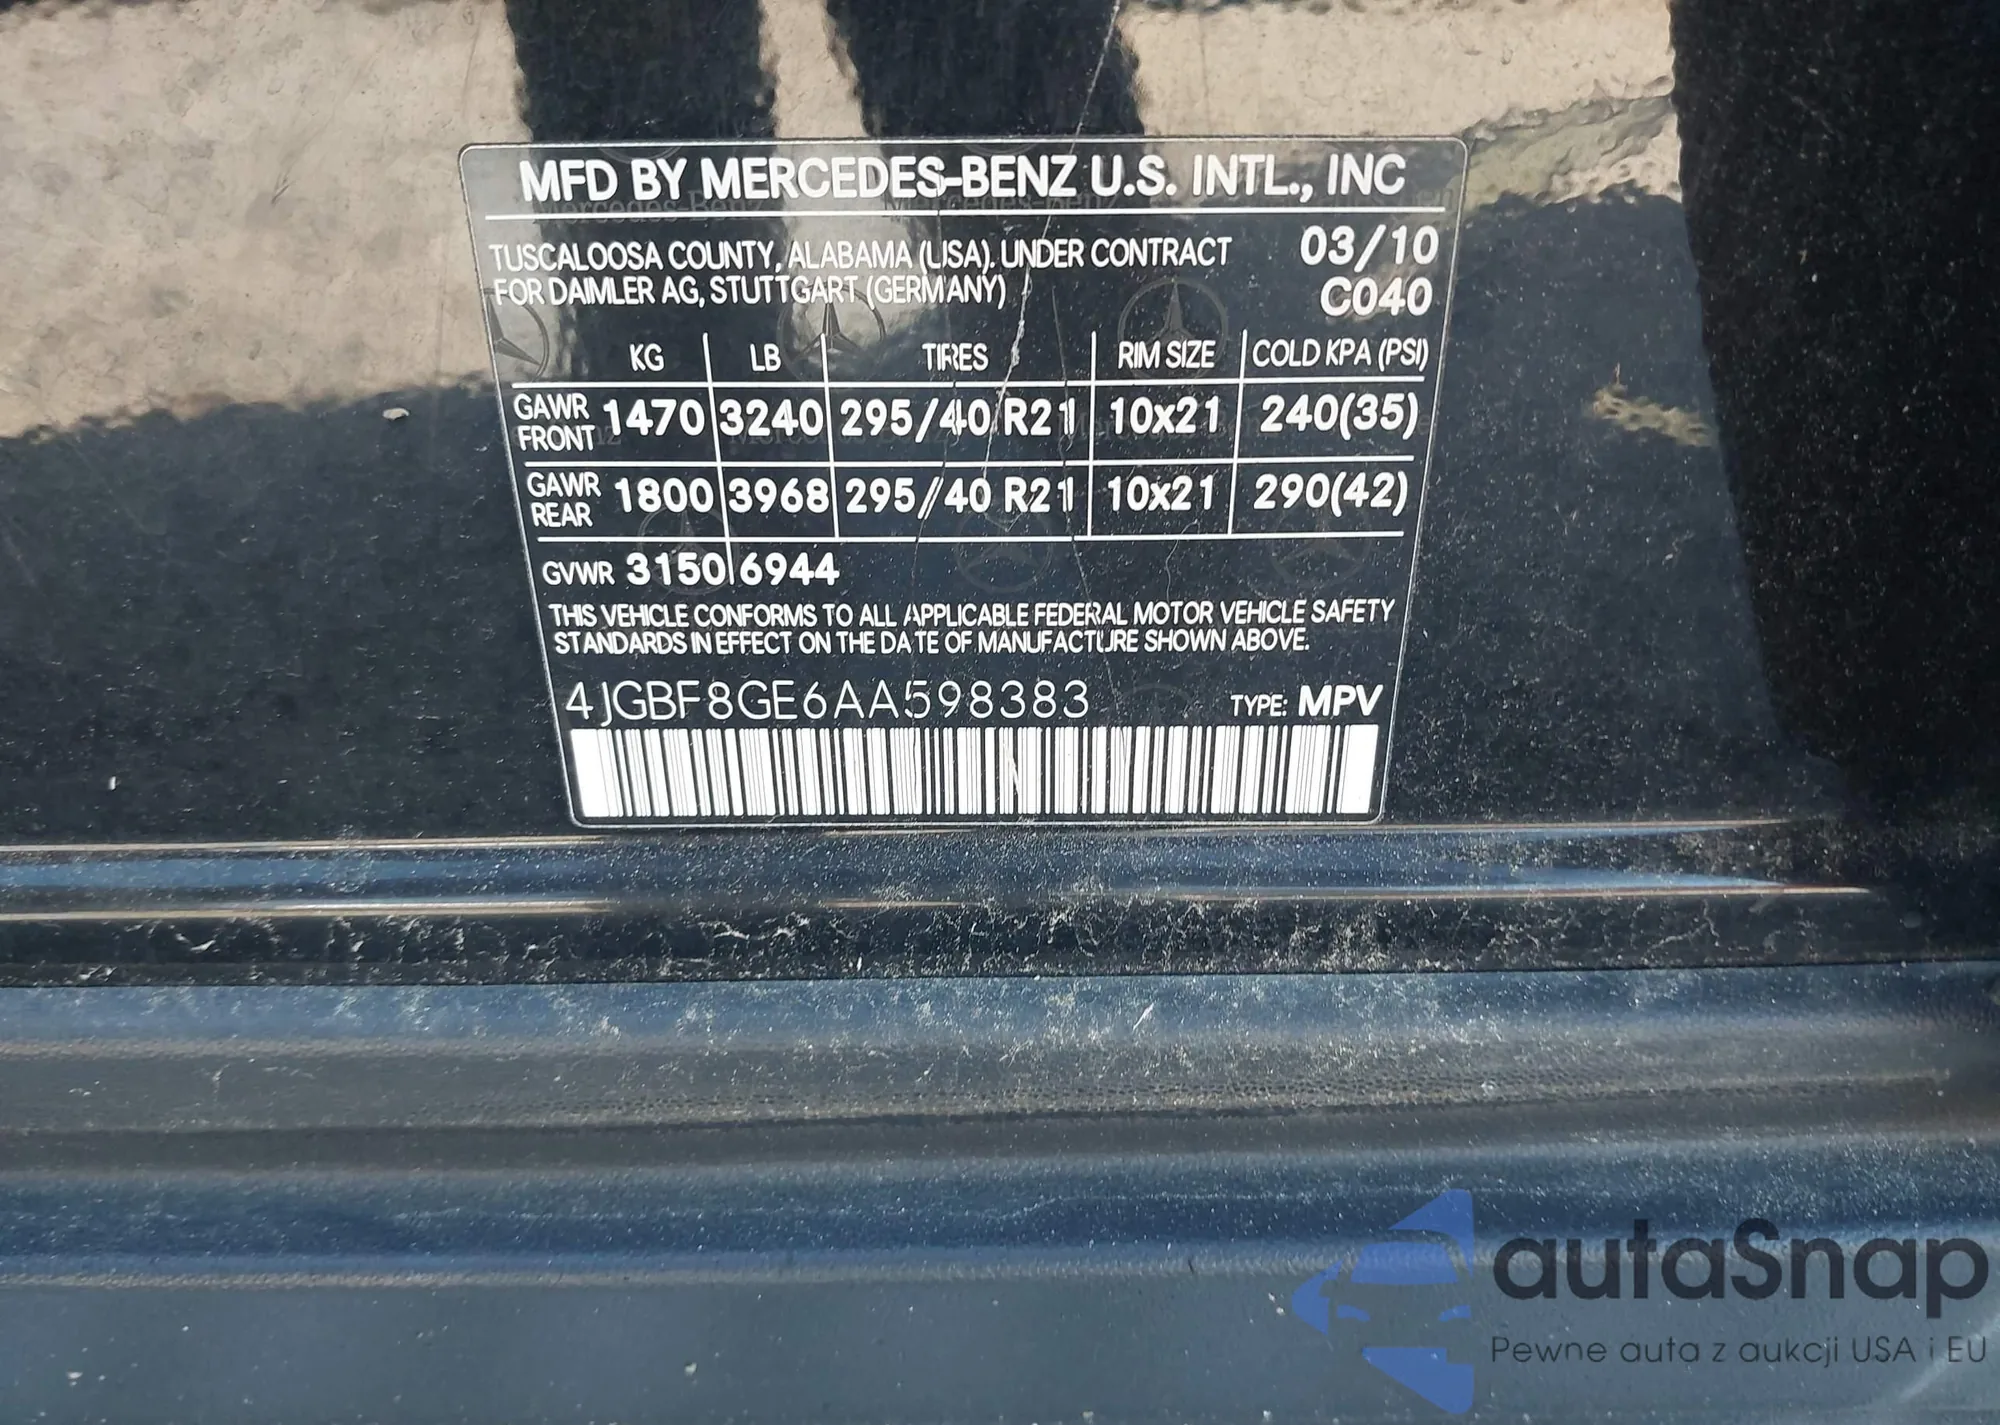 MFD BY MERCEDES-BENZ U.S. INTL., INC
TUSCALOOSA COUNTY, ALABAMA (USA). UNDER CONTRACT 03/10
FOR DAIMLER AG, STUTTGART (GERMANY) C040
KG LB TIRES RIM SIZE COLD KPA (PSI)
GAWR FRONT 1470 3240 295/40 R21 10x21 240(35)
GAWR REAR 1800 3968 295/40 R21 10x21 290(42)
GVWR 3150 6944
THIS VEHICLE CONFORMS TO ALL APPLICABLE FEDERAL MOTOR VEHICLE SAFETY
STANDARDS IN EFFECT ON THE DATE OF MANUFACTURE SHOWN ABOVE.
4JGBF8GE6AA598383 TYPE: MPV
autaSnap
Pewne auta z aukcji USA i EU